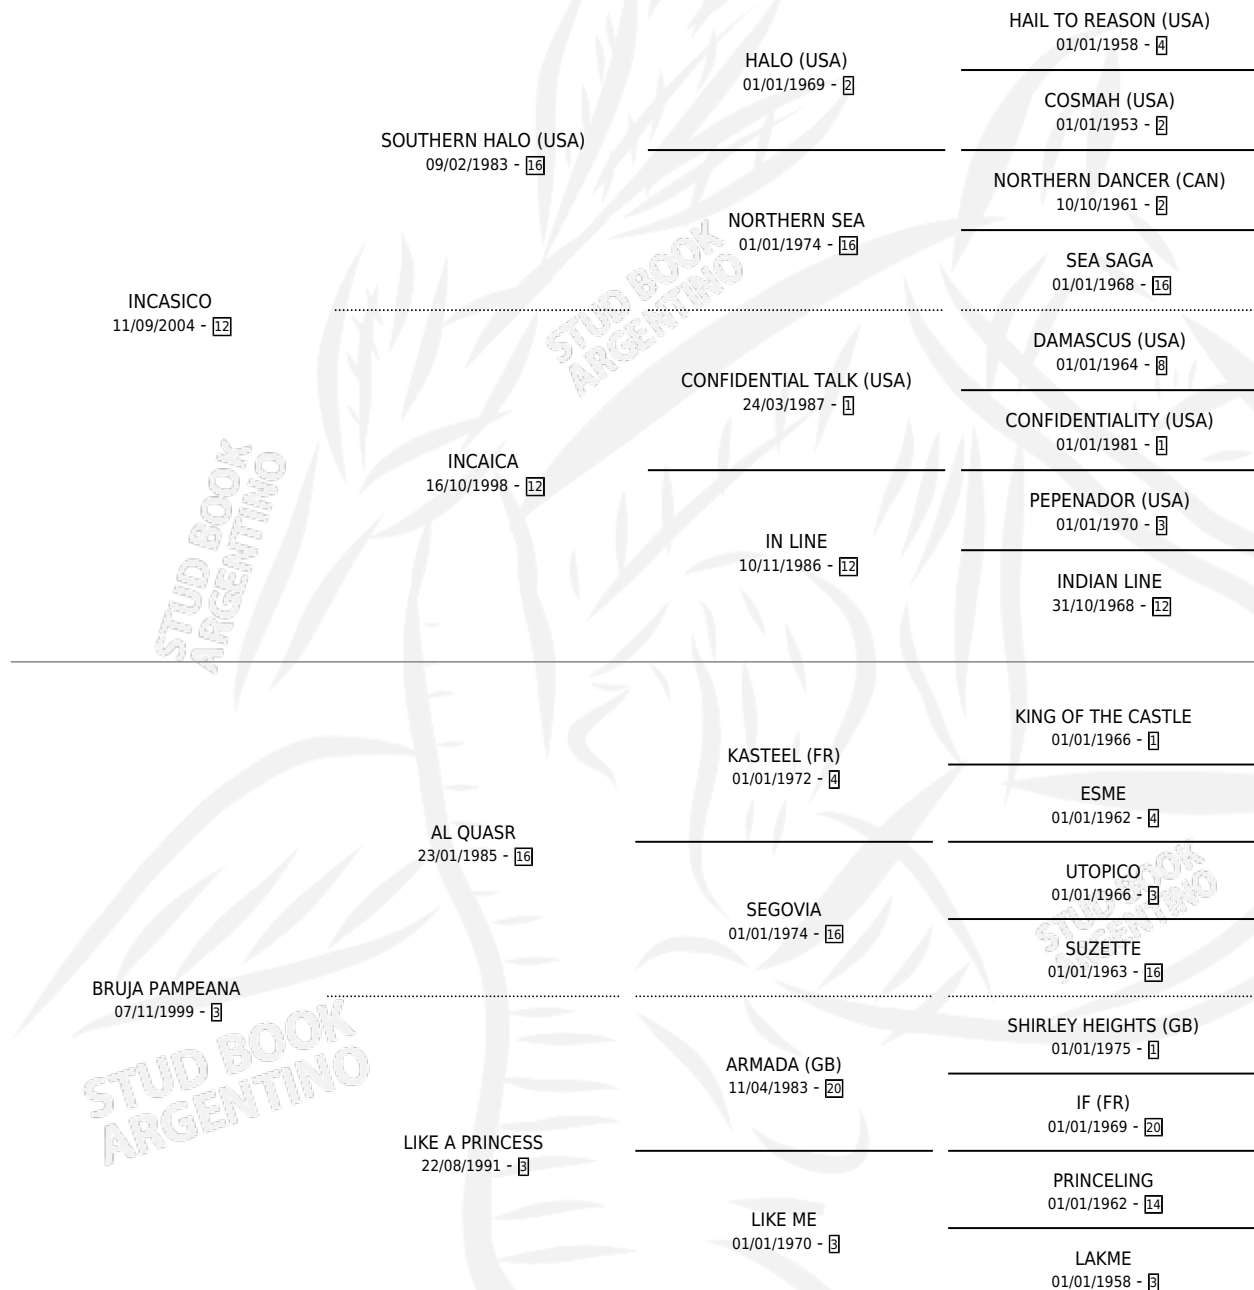 HAIL TO REASON (USA)
01/01/1958 - 4
HALO (USA)
01/01/1969 - 2
COSMAH (USA)
01/01/1953 - 2
SOUTHERN HALO (USA)
09/02/1983 - 16
NORTHERN DANCER (CAN)
10/10/1961 - 2
NORTHERN SEA
01/01/1974 - 16
SEA SAGA
01/01/1968 - 16
STUD BOOK
ARGENTINO
INCASICO
11/09/2004 - 12
DAMASCUS (USA)
01/01/1964 - 8
CONFIDENTIAL TALK (USA)
24/03/1987 - 1
CONFIDENTIALITY (USA)
01/01/1981 - 1
INCAICA
16/10/1998 - 12
PEPENADOR (USA)
01/01/1970 - 3
IN LINE
10/11/1986 - 12
INDIAN LINE
31/10/1968 - 12
STUD BOOK
ARGENTINO
KING OF THE CASTLE
01/01/1966 - 1
KASTEEL (FR)
01/01/1972 - 4
ESME
01/01/1962 - 4
AL QUASR
23/01/1985 - 16
UTOPICO
01/01/1966 - 3
SEGOVIA
01/01/1974 - 16
SUZETTE
01/01/1963 - 16
STUD BOOK
ARGENTINO
BRUJA PAMPEANA
07/11/1999 - 3
SHIRLEY HEIGHTS (GB)
01/01/1975 - 1
ARMADA (GB)
11/04/1983 - 20
IF (FR)
01/01/1969 - 20
STUD BOOK
ARGENTINO
LIKE A PRINCESS
22/08/1991 - 3
PRINCELING
01/01/1962 - 14
LIKE ME
01/01/1970 - 3
LAKME
01/01/1958 - 3